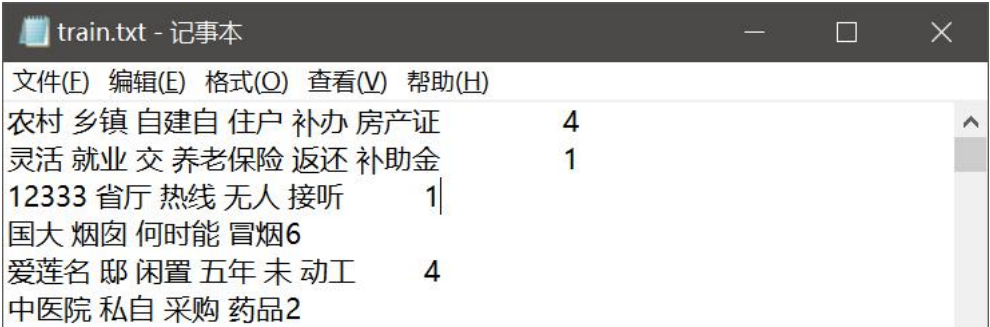 train.txt - 记事本
文件(F) 编辑(E) 格式(O) 查看(V) 帮助(H)
农村 乡镇 自建自 住户 补办 房产证 4
灵活 就业 交 养老保险 返还 补助金 1
12333 省厅 热线 无人 接听 1
国大 烟囱 何时能 冒烟6
爱莲名 邸 闲置 五年 未 动工 4
中医院 私自 采购 药品2